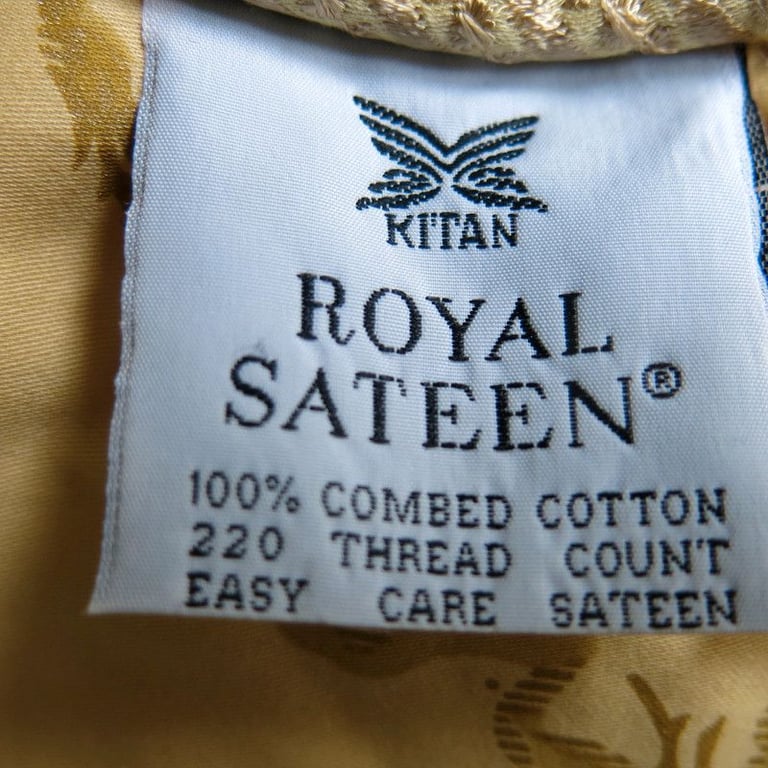 KITAN
ROYAL
SATEEN®
100% COMBED COTTON
220 THREAD COUNT
EASY CARE SATEEN